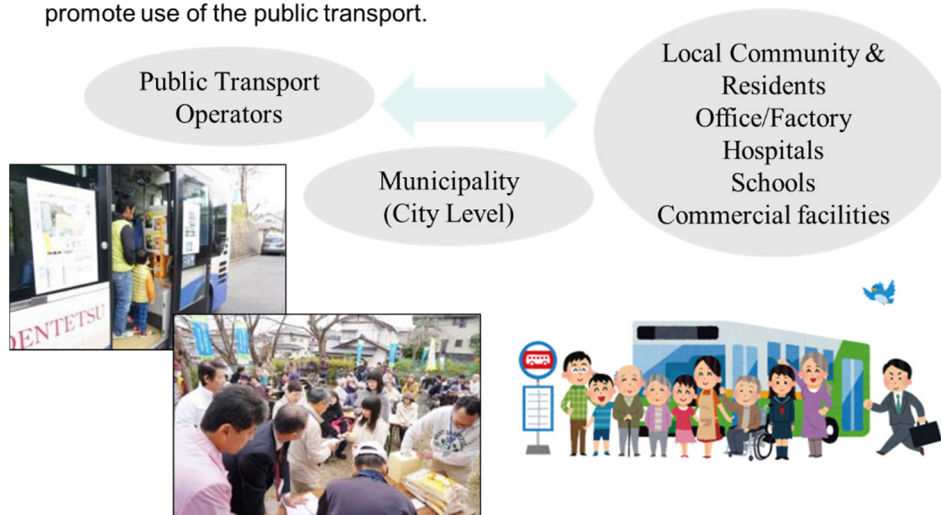 promote use of the public transport.
Public Transport
Operators
Local Community &
Residents
Office/Factory
Hospitals
Schools
Commercial facilities
Municipality
(City Level)
DENTETSU